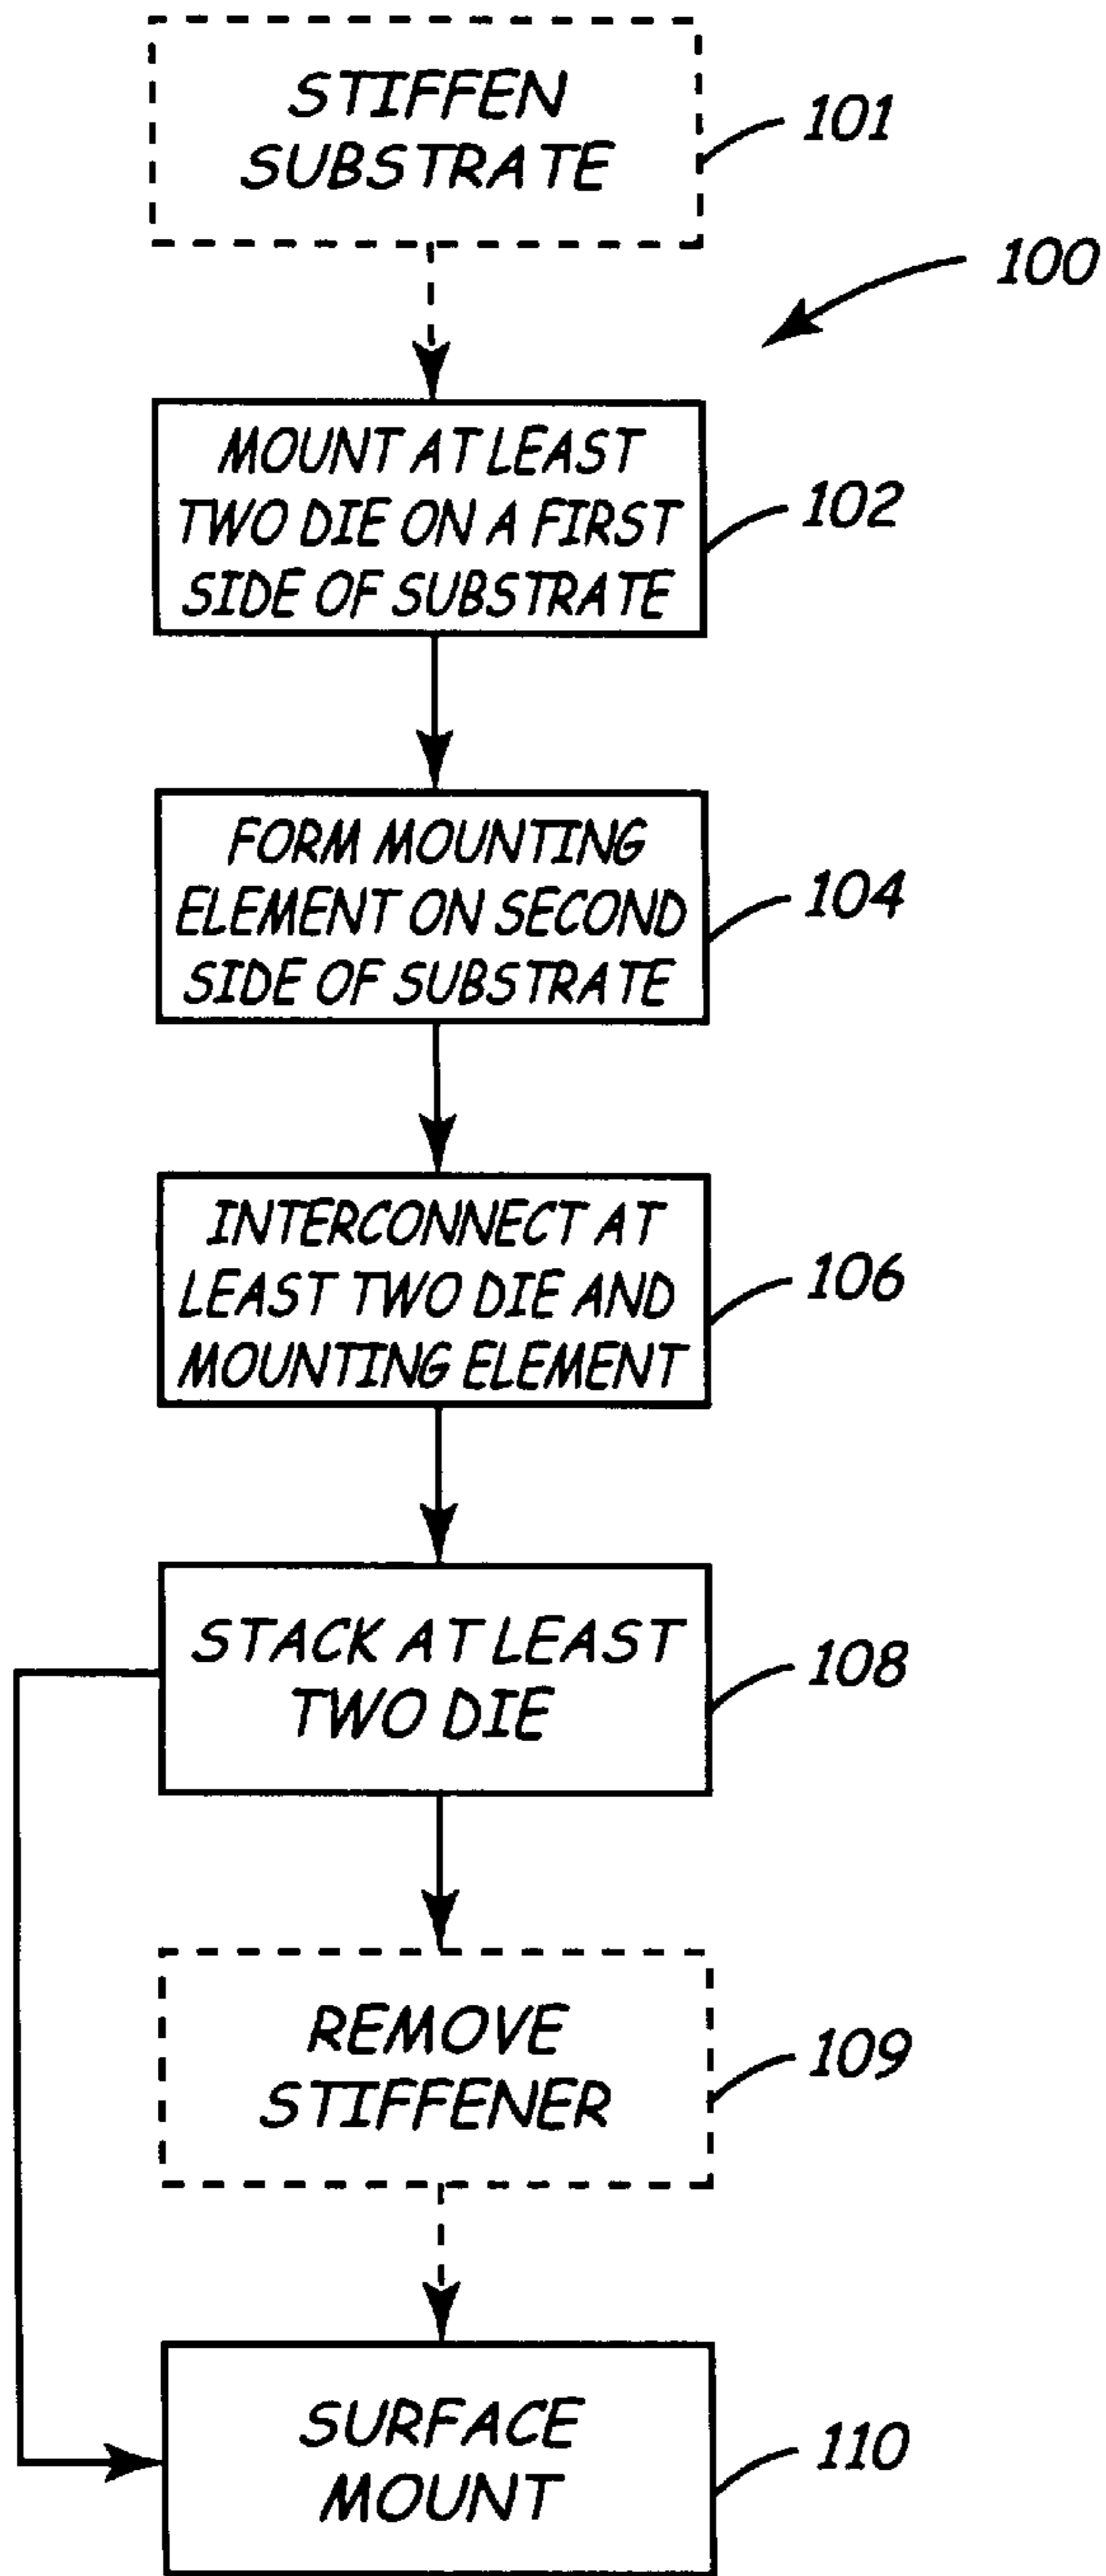 STIFFEN
SUBSTRATE
101
100
MOUNT AT LEAST
TWO DIE ON A FIRST
SIDE OF SUBSTRATE
102
FORM MOUNTING
ELEMENT ON SECOND
SIDE OF SUBSTRATE
104
INTERCONNECT AT
LEAST TWO DIE AND
MOUNTING ELEMENT
106
STACK AT LEAST
TWO DIE
108
REMOVE
STIFFENER
109
SURFACE
MOUNT
110